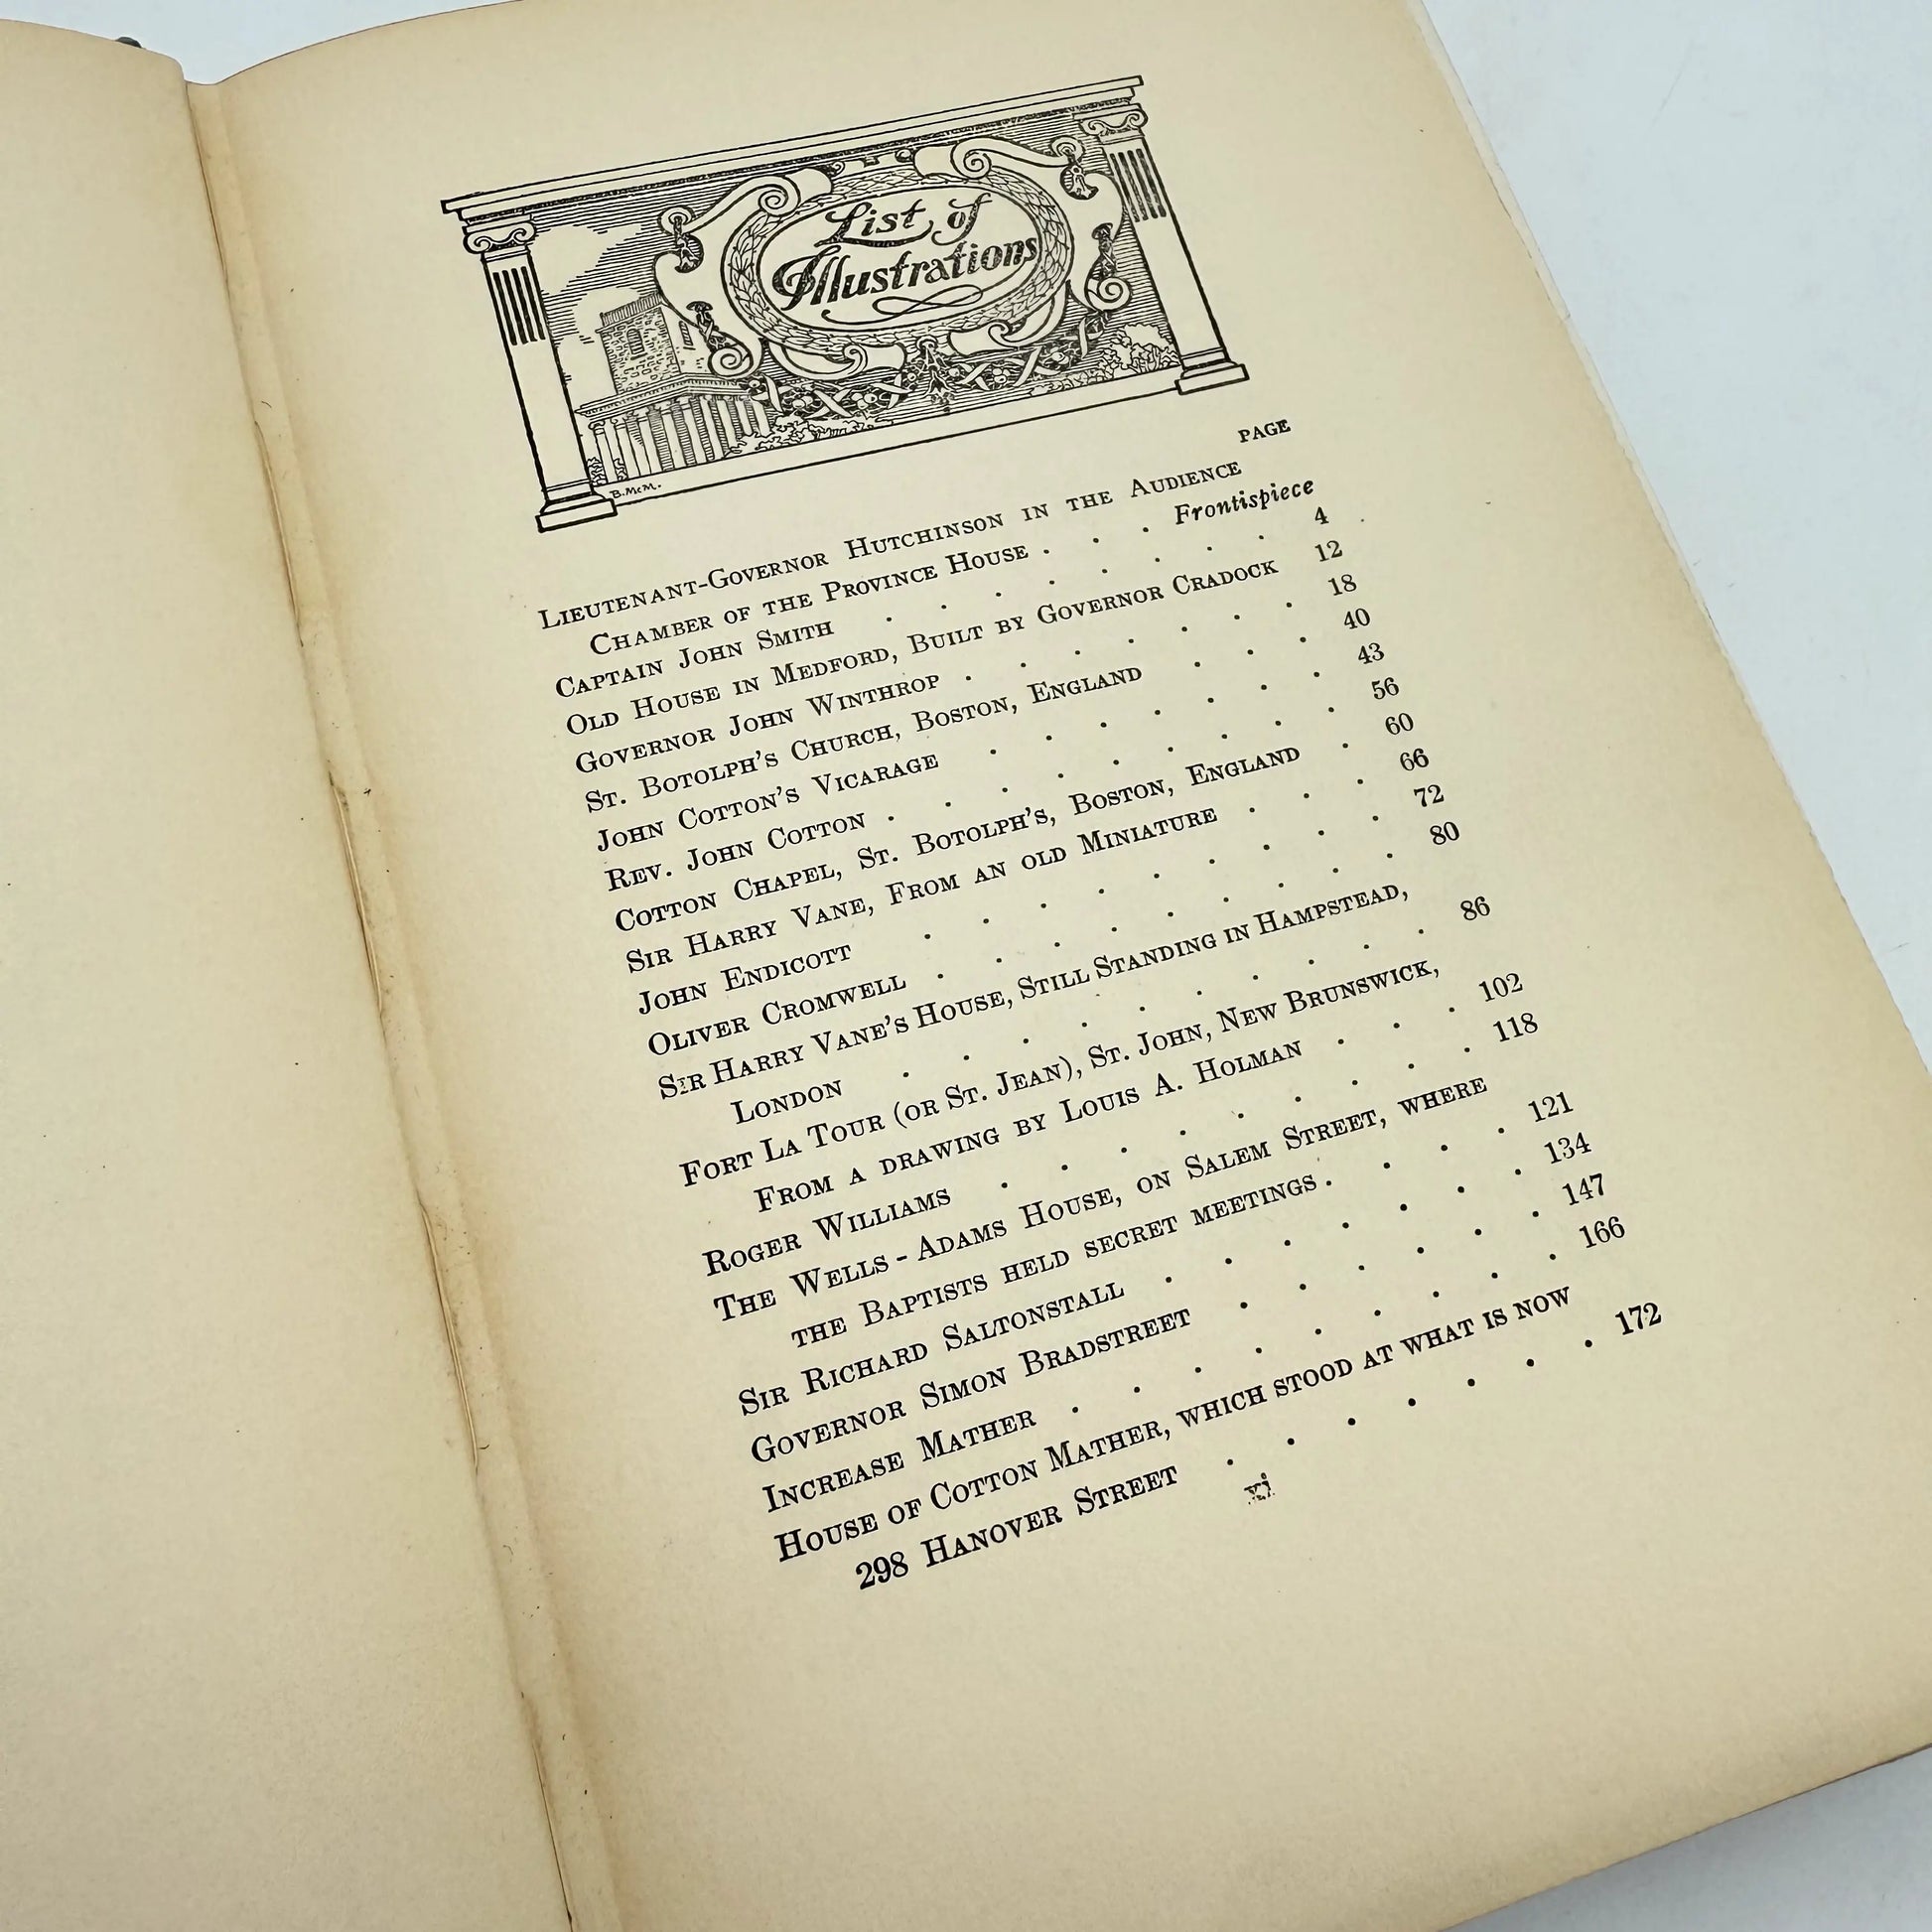 List of
Illustrations
B. McM.
PAGE
LIEUTENANT-GOVERNOR HUTCHINSON IN THE AUDIENCE
CHAMBER OF THE PROVINCE HOUSE . . . Frontispiece
CAPTAIN JOHN SMITH . . . . . . . . 4
OLD HOUSE IN MEDFORD, BUILT BY GOVERNOR CRADOCK 12
GOVERNOR JOHN WINTHROP . . . . . . . 18
ST. BOTOLPH'S CHURCH, BOSTON, ENGLAND . . . 40
JOHN COTTON'S VICARAGE . . . . . . . 43
REV. JOHN COTTON . . . . . . . . . 56
COTTON CHAPEL, ST. BOTOLPH'S, BOSTON, ENGLAND . 60
SIR HARRY VANE, FROM AN OLD MINIATURE . . . 66
JOHN ENDICOTT . . . . . . . . . 72
OLIVER CROMWELL . . . . . . . . . 80
SIR HARRY VANE'S HOUSE, STILL STANDING IN HAMPSTEAD,
LONDON . . . . . . . . . . 86
FORT LA TOUR (OR ST. JEAN), ST. JOHN, NEW BRUNSWICK,
FROM A DRAWING BY LOUIS A. HOLMAN . . . 102
ROGER WILLIAMS . . . . . . . . . 118
THE WELLS-ADAMS HOUSE, ON SALEM STREET, WHERE
THE BAPTISTS HELD SECRET MEETINGS . . . . 121
SIR RICHARD SALTONSTALL . . . . . . . 134
GOVERNOR SIMON BRADSTREET . . . . . . 147
INCREASE MATHER . . . . . . . . . 166
HOUSE OF COTTON MATHER, WHICH STOOD AT WHAT IS NOW
298 HANOVER STREET . . . . . . . 172
xi